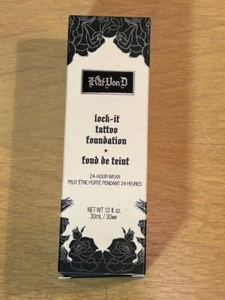 Kat Von D
lock-it
tattoo
foundation
fond de teint
24-HOUR WEAR
PEUT ÊTRE PORTÉ PENDANT 24 HEURES
NET WT 1.0 fl. oz.
30mL / 30мл